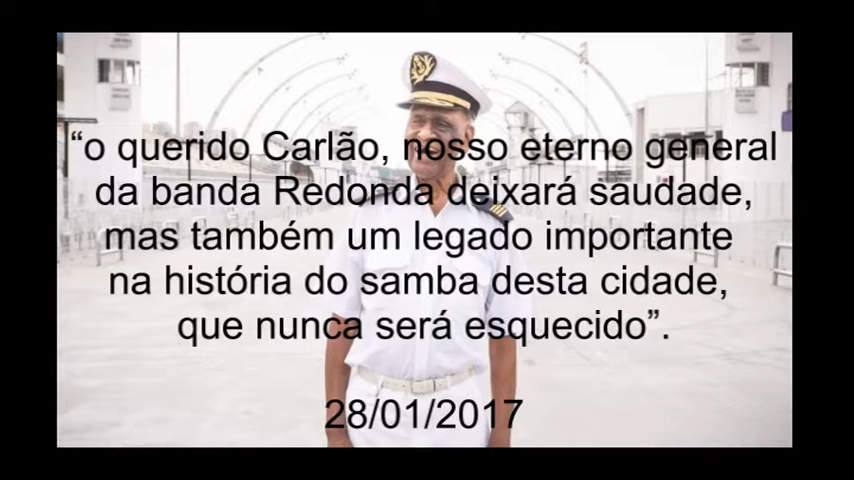 “o querido Carlão, nosso eterno general
da banda Redonda deixará saudade,
mas também um legado importante
na história do samba desta cidade,
que nunca será esquecido”.
28/01/2017